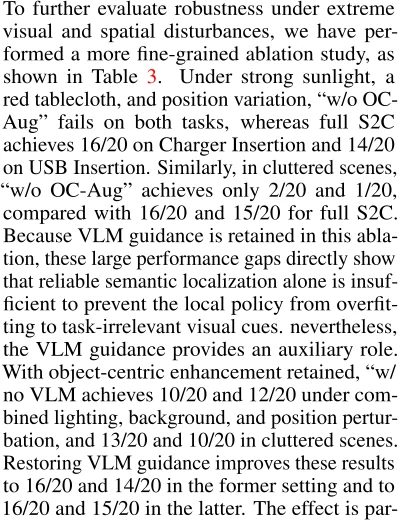 To further evaluate robustness under extreme
visual and spatial disturbances, we have per-
formed a more fine-grained ablation study, as
shown in Table 3. Under strong sunlight, a
red tablecloth, and position variation, “w/o OC-
Aug” fails on both tasks, whereas full S2C
achieves 16/20 on Charger Insertion and 14/20
on USB Insertion. Similarly, in cluttered scenes,
“w/o OC-Aug” achieves only 2/20 and 1/20,
compared with 16/20 and 15/20 for full S2C.
Because VLM guidance is retained in this abla-
tion, these large performance gaps directly show
that reliable semantic localization alone is insuf-
ficient to prevent the local policy from overfit-
ting to task-irrelevant visual cues. nevertheless,
the VLM guidance provides an auxiliary role.
With object-centric enhancement retained, “w/
no VLM achieves 10/20 and 12/20 under com-
bined lighting, background, and position pertur-
bation, and 13/20 and 10/20 in cluttered scenes.
Restoring VLM guidance improves these results
to 16/20 and 14/20 in the former setting and to
16/20 and 15/20 in the latter. The effect is par-